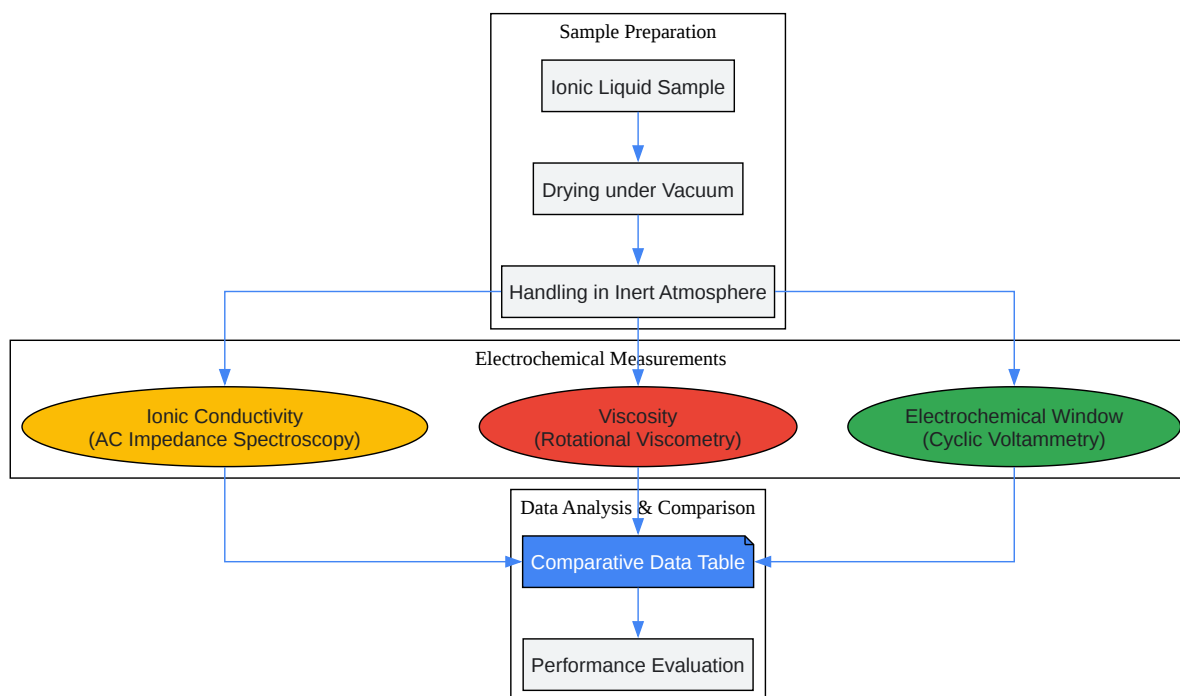 Sample Preparation
Ionic Liquid Sample
Drying under Vacuum
Handling in Inert Atmosphere
Electrochemical Measurements
Ionic Conductivity
(AC Impedance Spectroscopy)
Viscosity
(Rotational Viscometry)
Electrochemical Window
(Cyclic Voltammetry)
Data Analysis & Comparison
Comparative Data Table
Performance Evaluation